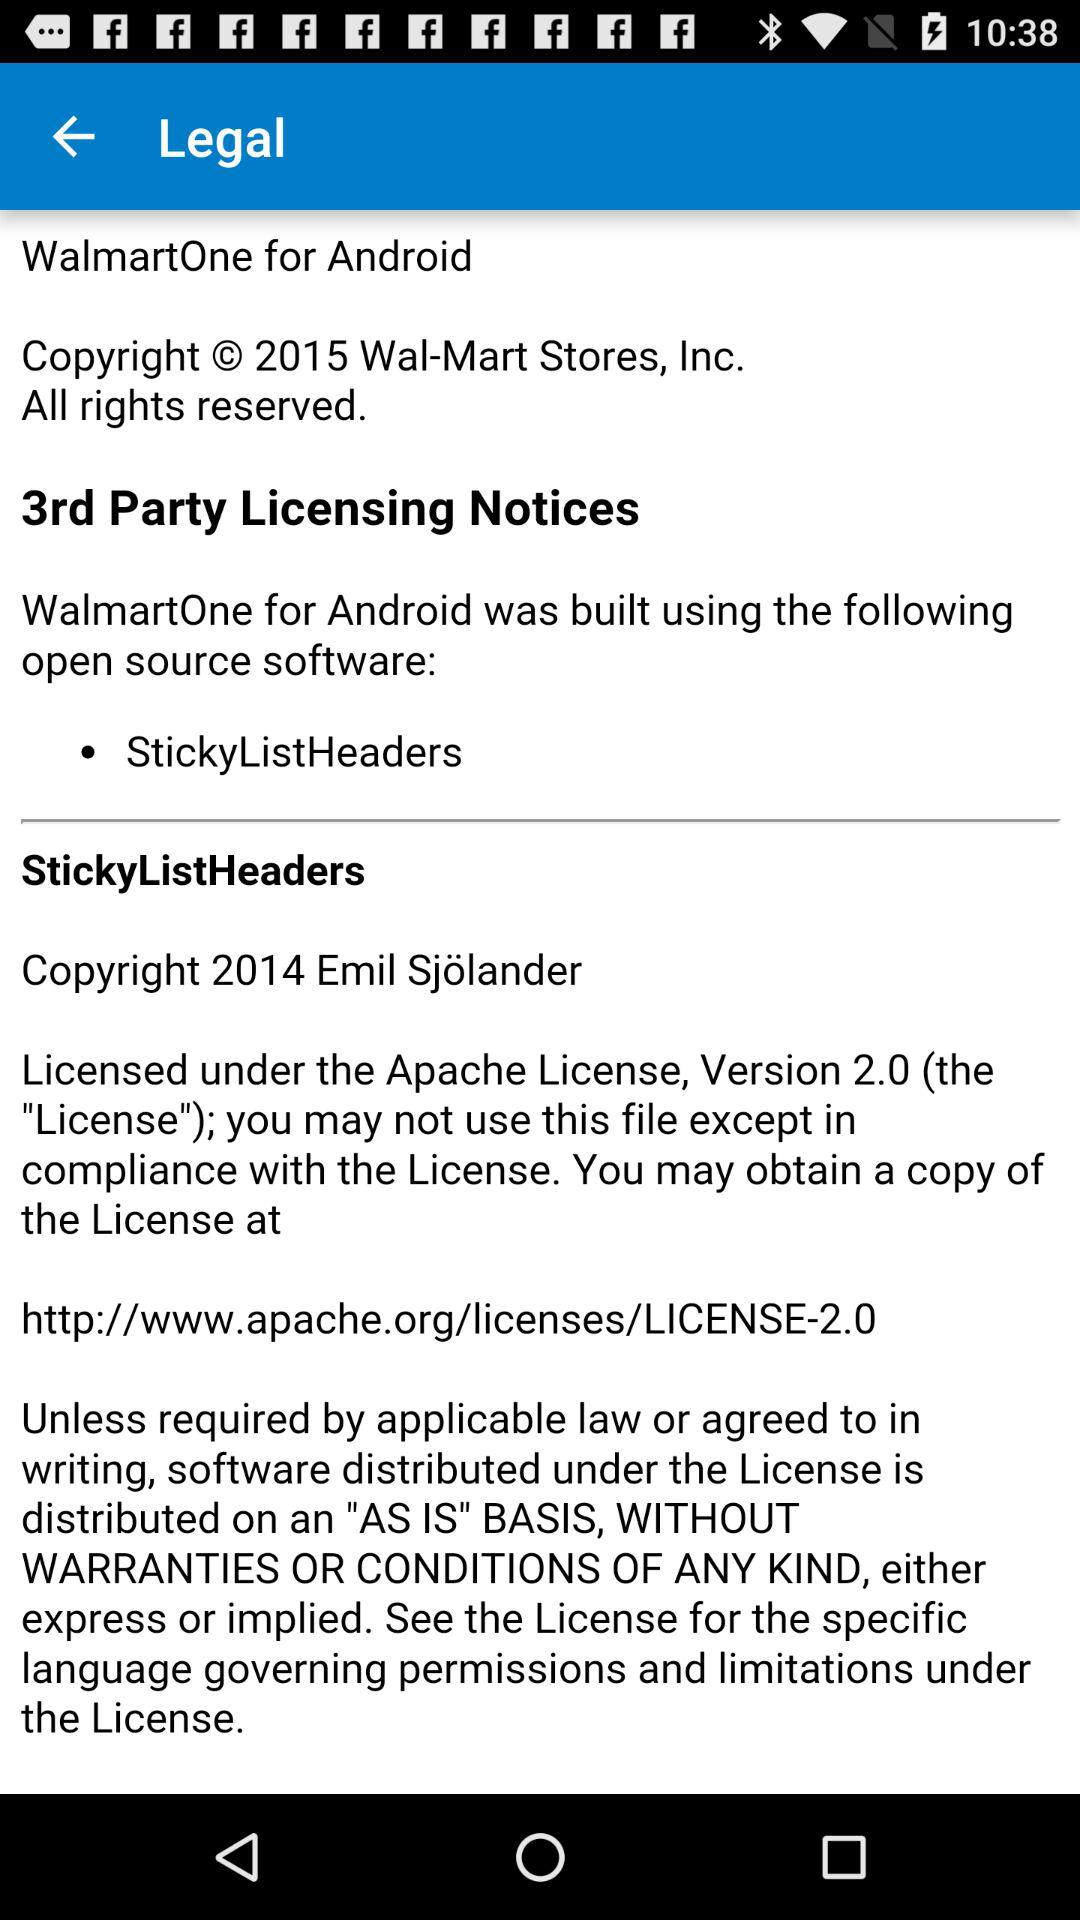 10:38
Legal
WalmartOne for Android
Copyright © 2015 Wal-Mart Stores, Inc.
All rights reserved.
3rd Party Licensing Notices
WalmartOne for Android was built using the following
open source software:
• StickyListHeaders
StickyListHeaders
Copyright 2014 Emil Sjölander
Licensed under the Apache License, Version 2.0 (the
"License"); you may not use this file except in
compliance with the License. You may obtain a copy of
the License at
http://www.apache.org/licenses/LICENSE-2.0
Unless required by applicable law or agreed to in
writing, software distributed under the License is
distributed on an "AS IS" BASIS, WITHOUT
WARRANTIES OR CONDITIONS OF ANY KIND, either
express or implied. See the License for the specific
language governing permissions and limitations under
the License.